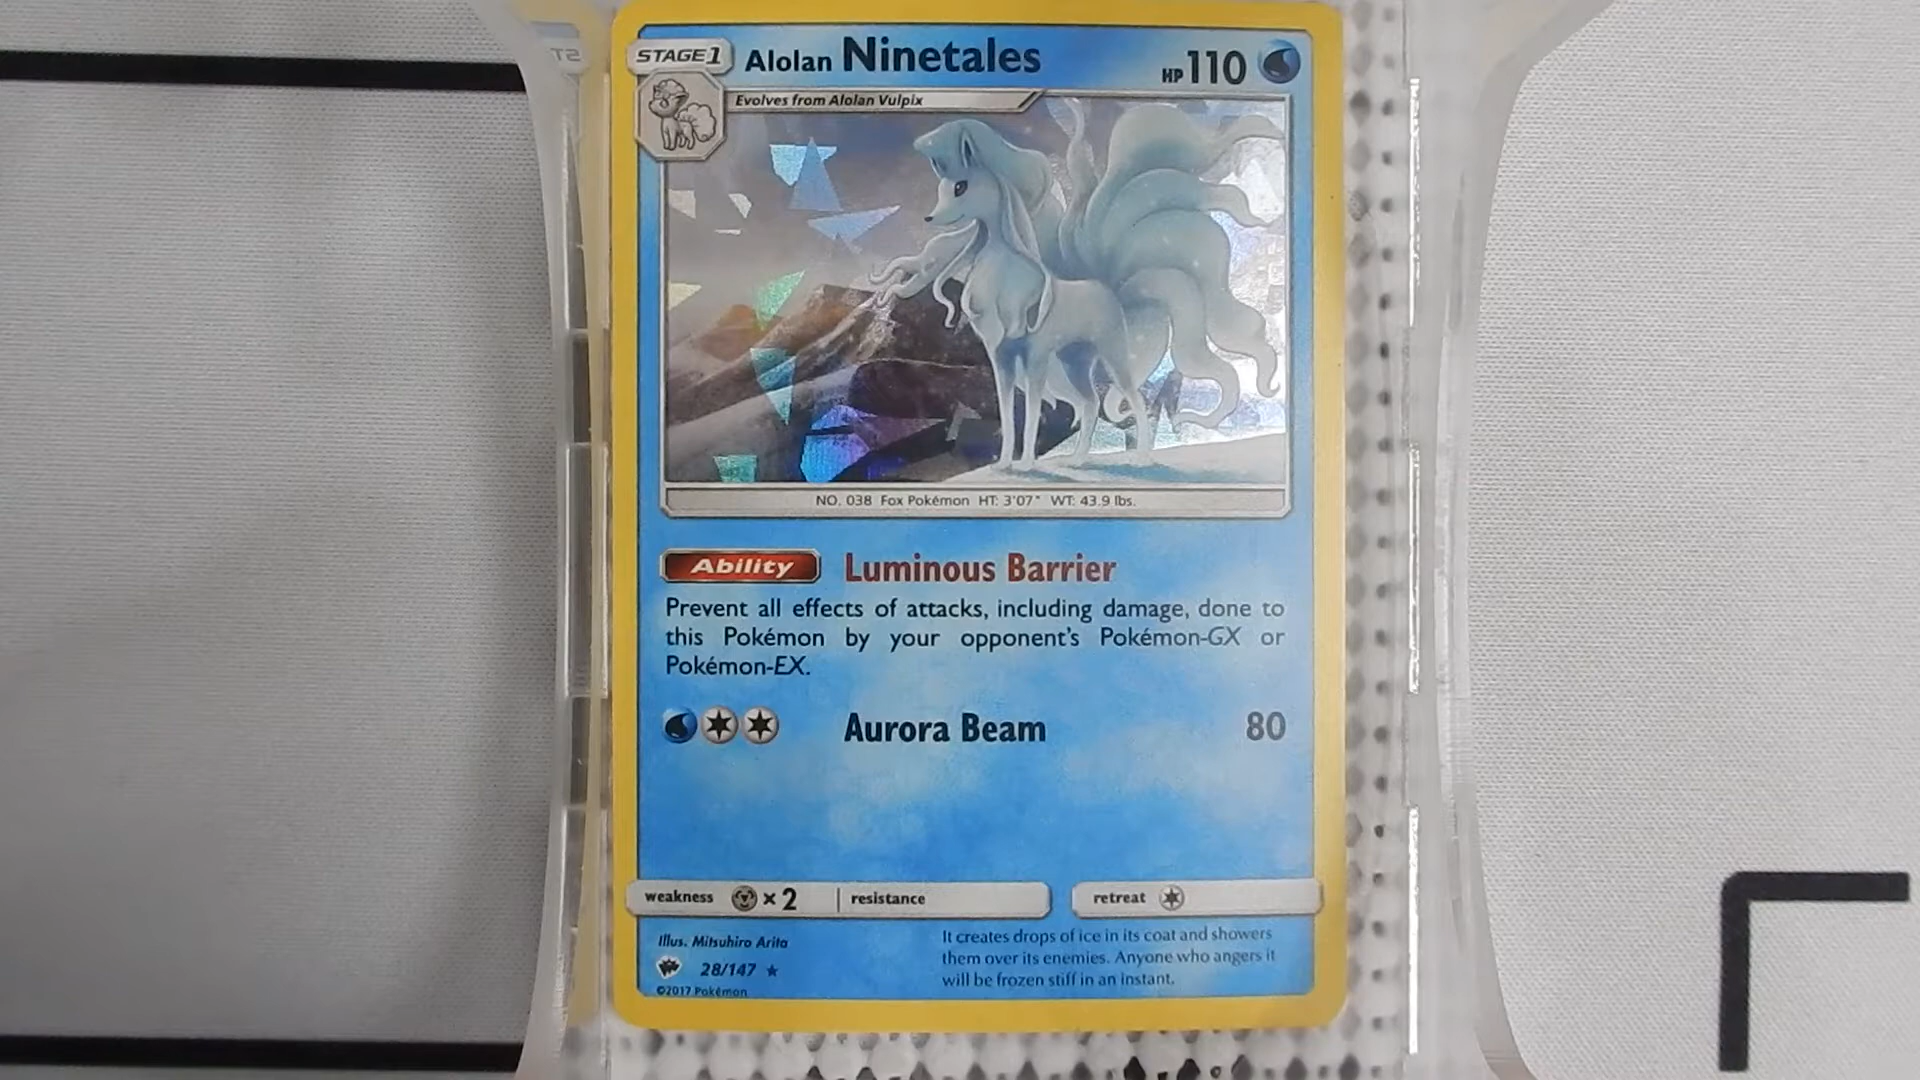 STAGE 1 Alolan Ninetales HP 110
Evolves from Alolan Vulpix
NO. 038 Fox Pokémon HT: 3'07" WT: 43.9 lbs.
Ability Luminous Barrier
Prevent all effects of attacks, including damage, done to
this Pokémon by your opponent's Pokémon-GX or
Pokémon-EX.
Aurora Beam 80
weakness ×2 resistance retreat
Illus. Mitsuhiro Arita
28/147 ★
©2017 Pokémon
It creates drops of ice in its coat and showers
them over its enemies. Anyone who angers it
will be frozen stiff in an instant.